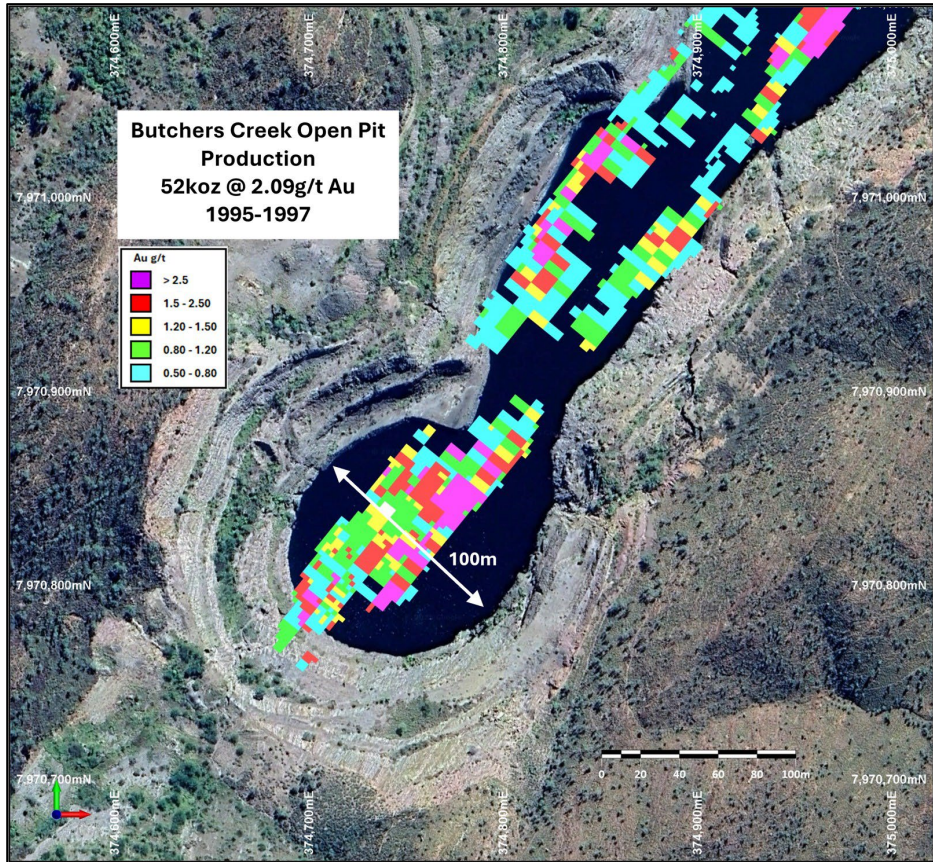 374,600mE
374,700mE
374,800mE
374,900mE
375,000mE
Butchers Creek Open Pit
Production
52koz @ 2.09g/t Au
1995-1997
7,971,000mN
7,971,000mN
Au g/t
> 2.5
1.5 - 2.50
1.20 - 1.50
0.80 - 1.20
0.50 - 0.80
7,970,900mN
7,970,900mN
100m
7,970,800mN
7,970,800mN
0 20 40 60 80 100m
7,970,700mN
7,970,700mN
374,600mE
374,700mE
374,800mE
374,900mE
375,000mE